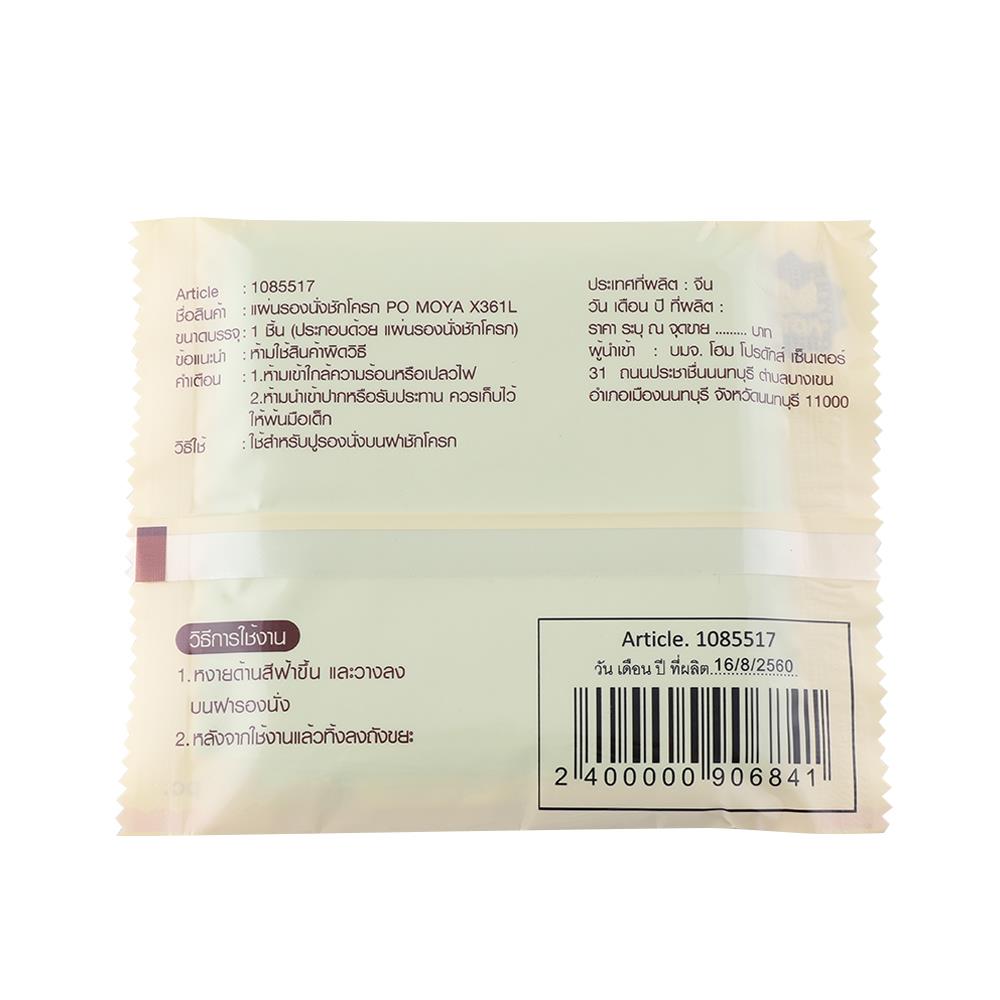 Article : 1085517
ชื่อสินค้า : แผ่นรองนั่งชักโครก PO MOYA X361L
ขนาดบรรจุ : 1 ชิ้น (ประกอบด้วย แผ่นรองนั่งชักโครก)
ข้อแนะนำ : ห้ามใช้สินค้าผิดวิธี
คำเตือน : 1.ห้ามเข้าใกล้ความร้อนหรือเปลวไฟ
2.ห้ามนำเข้าปากหรือรับประทาน ควรเก็บไว้
ให้พ้นมือเด็ก
วิธีใช้ : ใช้สำหรับปูรองนั่งบนฝาชักโครก
ประเทศที่ผลิต : จีน
วัน เดือน ปี ที่ผลิต :
ราคา ระบุ ณ จุดขาย ......... บาท
ผู้นำเข้า : บมจ. โฮม โปรดักส์ เซ็นเตอร์
31 ถนนประชาชื่นนนทบุรี ตำบลบางเขน
อำเภอเมืองนนทบุรี จังหวัดนนทบุรี 11000
วิธีการใช้งาน
1. หงายด้านสีฟ้าขึ้น และวางลง
บนฝารองนั่ง
2. หลังจากใช้งานแล้วทิ้งลงถังขยะ
Article. 1085517
วัน เดือน ปี ที่ผลิต.16/8/2560
2 400000 906841